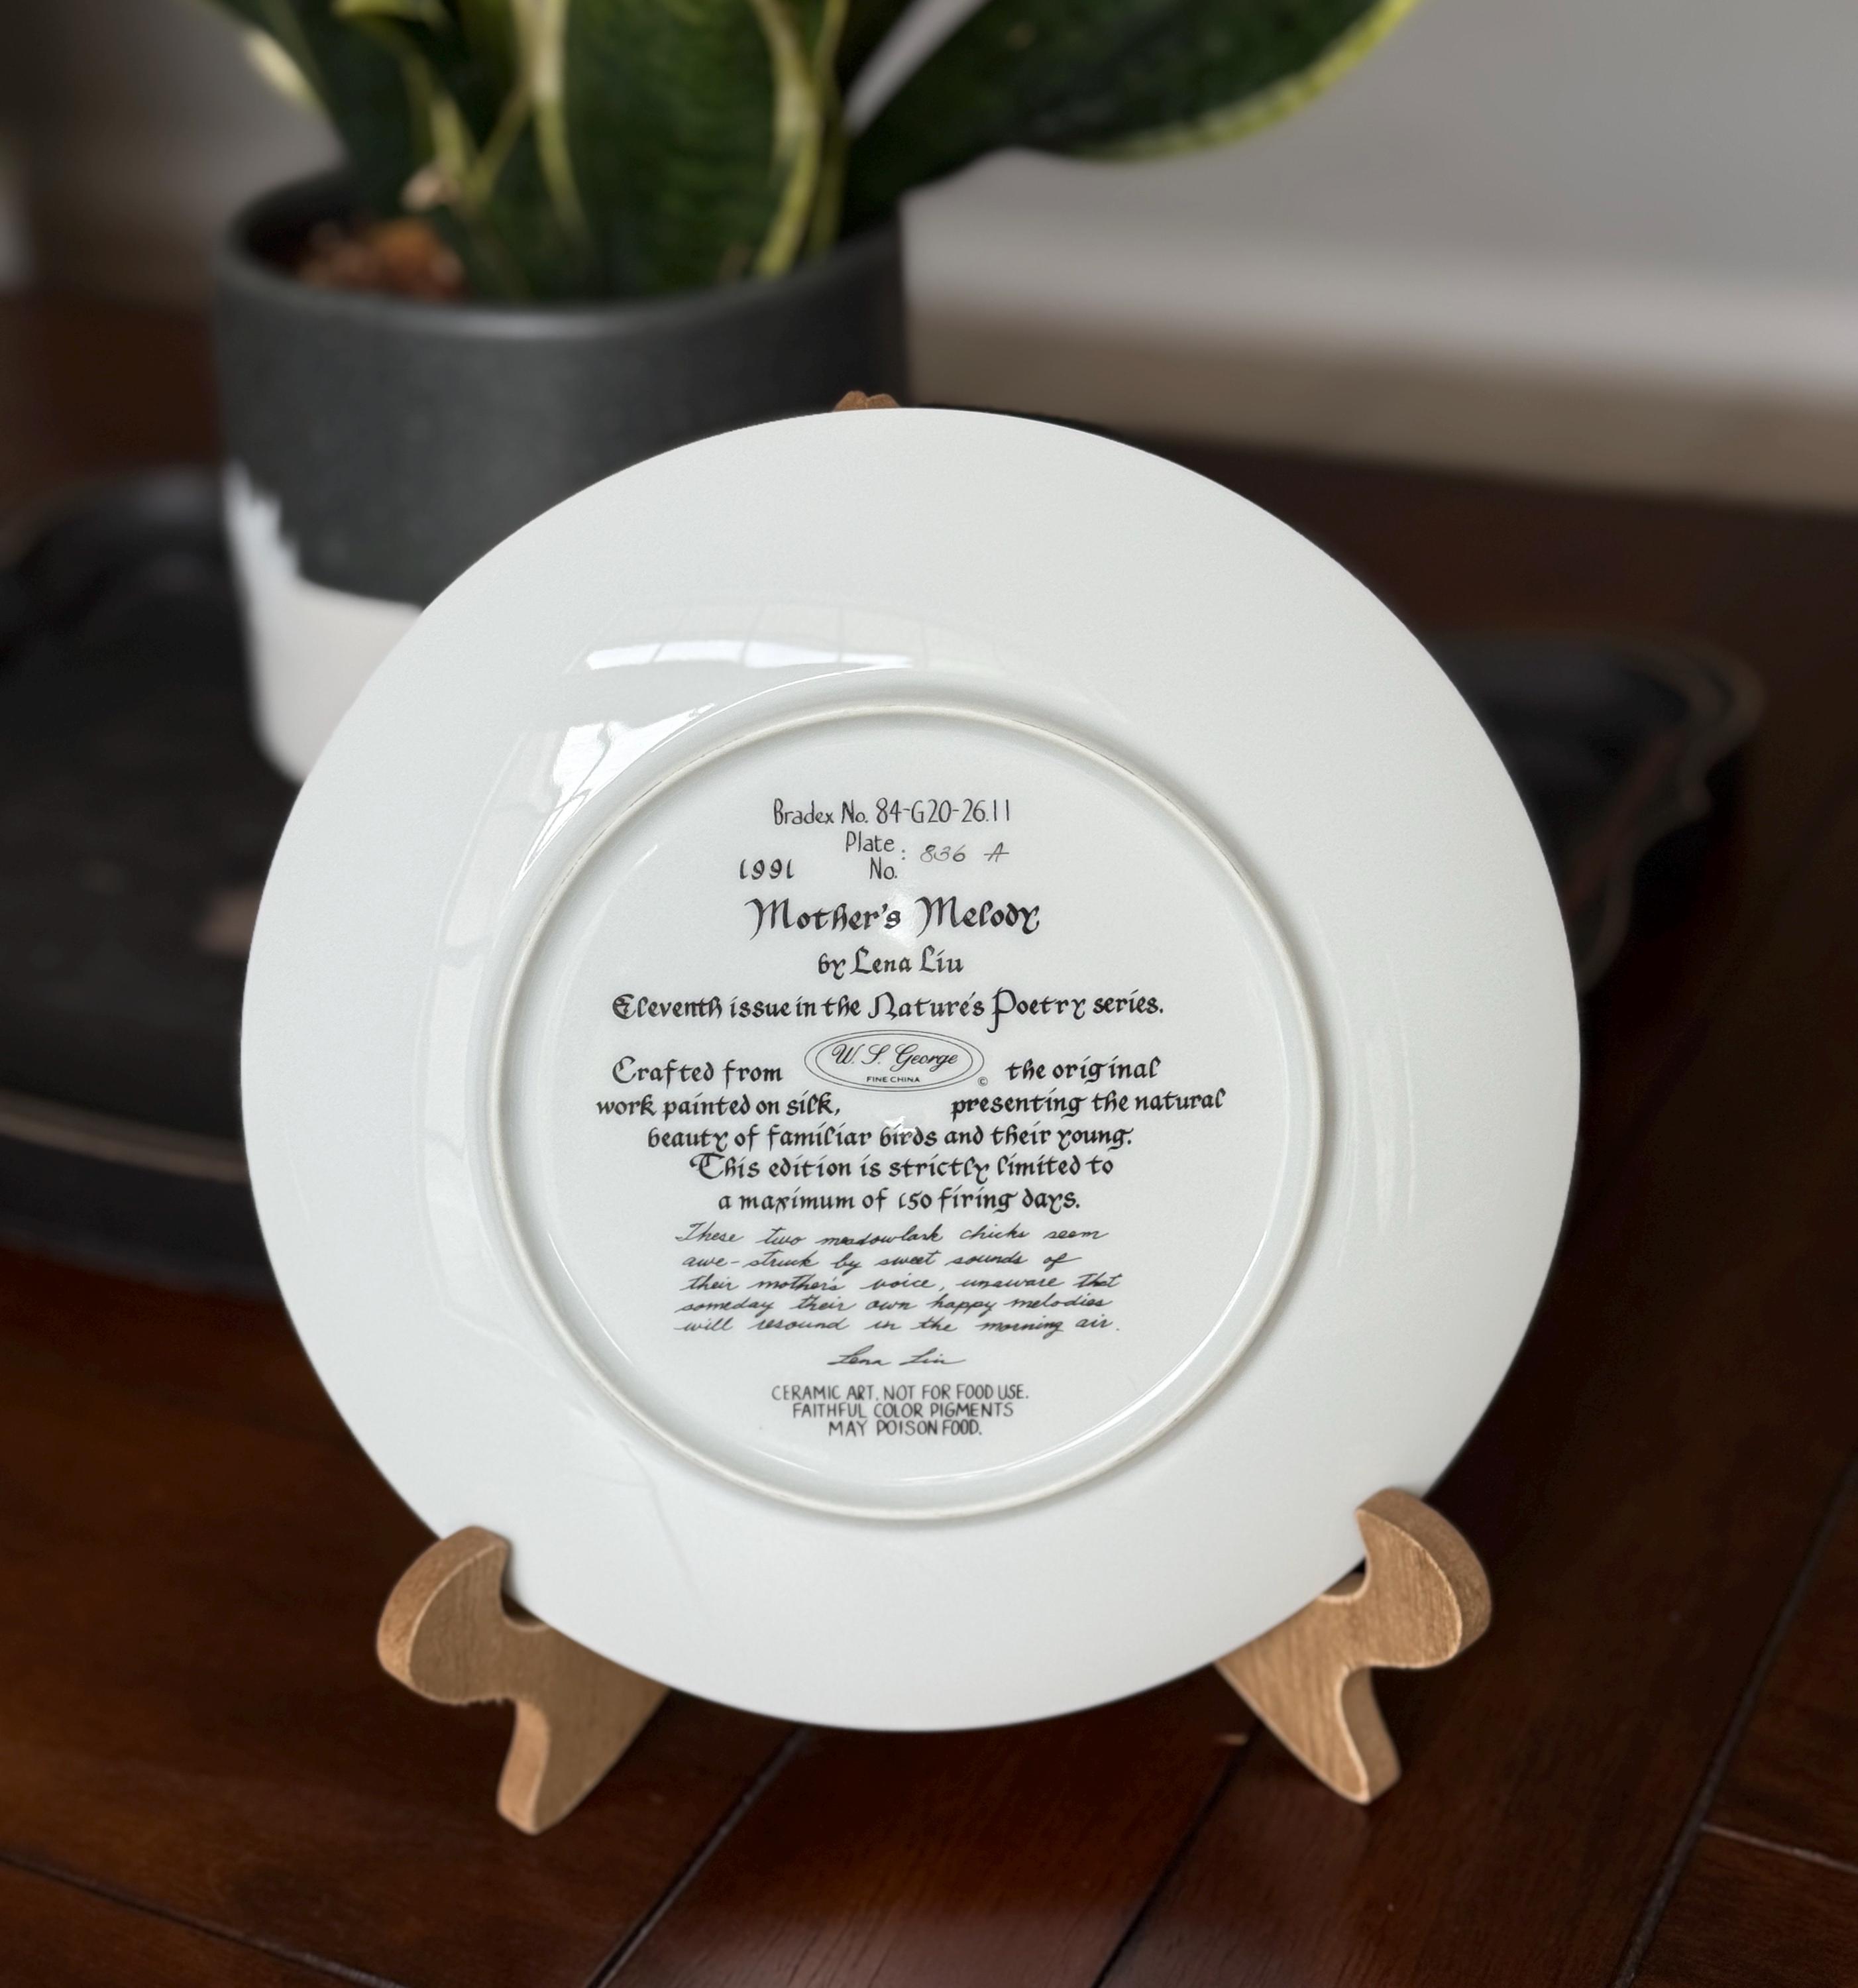 Bradex No. 84-G20-26.11
Plate No.: 836 A
1991
Mother's Melody
by Lena Liu
Eleventh issue in the Nature's Poetry series.
Crafted from W. S. George FINE CHINA © the original
work painted on silk, presenting the natural
beauty of familiar birds and their young.
This edition is strictly limited to
a maximum of 150 firing days.
These two meadowlark chicks seem
awe-struck by sweet sounds of
their mother's voice, unaware that
someday their own happy melodies
will resound in the morning air.
Lena Liu
CERAMIC ART. NOT FOR FOOD USE.
FAITHFUL COLOR PIGMENTS
MAY POISON FOOD.